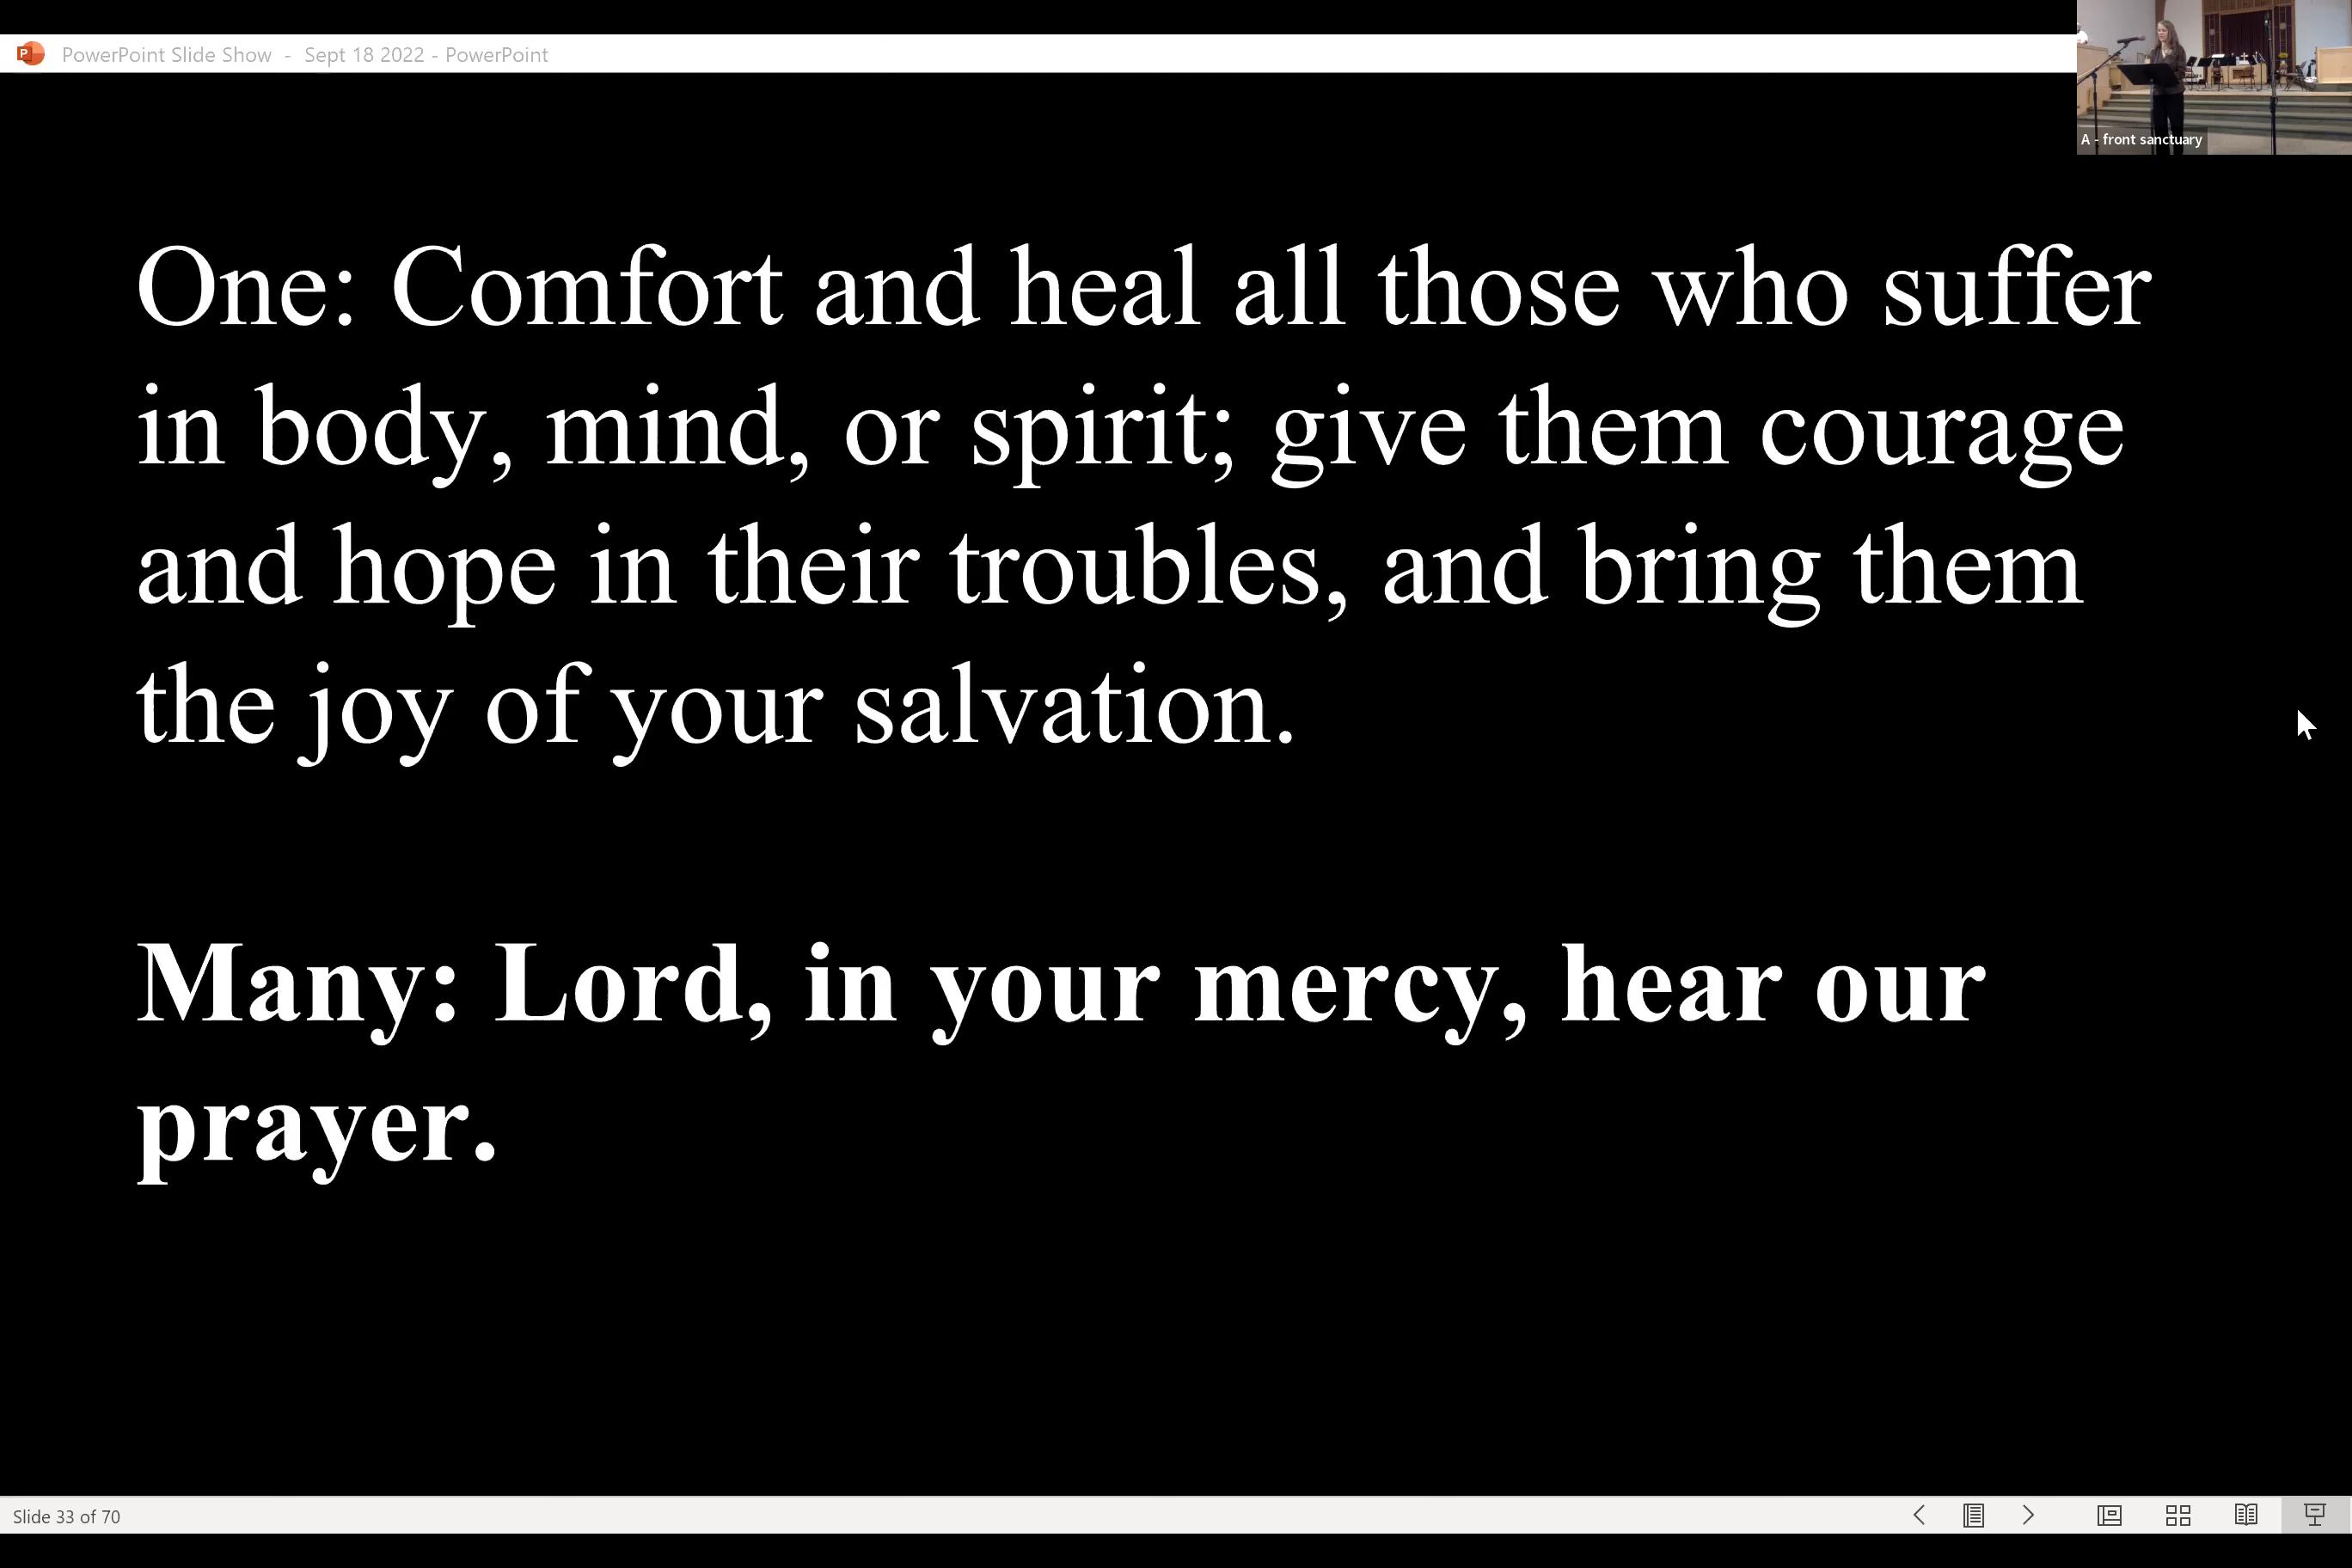 PowerPoint Slide Show - Sept 18 2022 - PowerPoint
A - front sanctuary
One: Comfort and heal all those who suffer
in body, mind, or spirit; give them courage
and hope in their troubles, and bring them
the joy of your salvation.
Many: Lord, in your mercy, hear our
prayer.
Slide 33 of 70